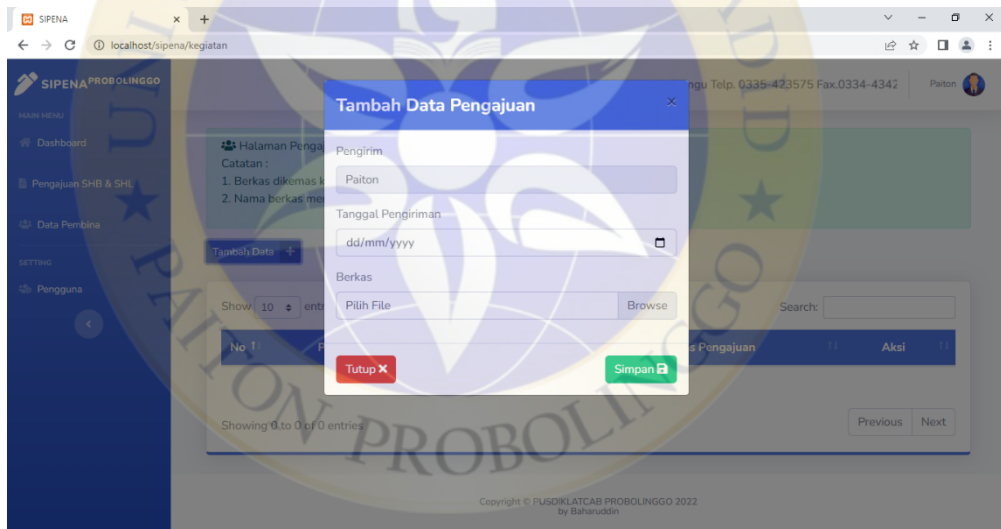 SIPENA
localhost/sipena/kegiatan
SIPENA PROBOLINGGO
ngu Telp. 0335-423575 Fax.0334-4342
Paiton
MAIN MENU
Dashboard
Pengajuan SHB & SHL
Data Pembina
SETTING
Pengguna
Halaman Penga
Catatan :
1. Berkas dikemas k
2. Nama berkas me
Tambah Data
Show 10 ent
Search:
No
P
s Pengajuan
Aksi
Showing 0 to 0 of 0 entries
Previous Next
Tambah Data Pengajuan
Pengirim
Paiton
Tanggal Pengiriman
dd/mm/yyyy
Berkas
Pilih File Browse
Tutup
Simpan
Copyright © PUSDIKLATCAB PROBOLINGGO 2022
by Baharuddin
PAITON PROBOLINGGO